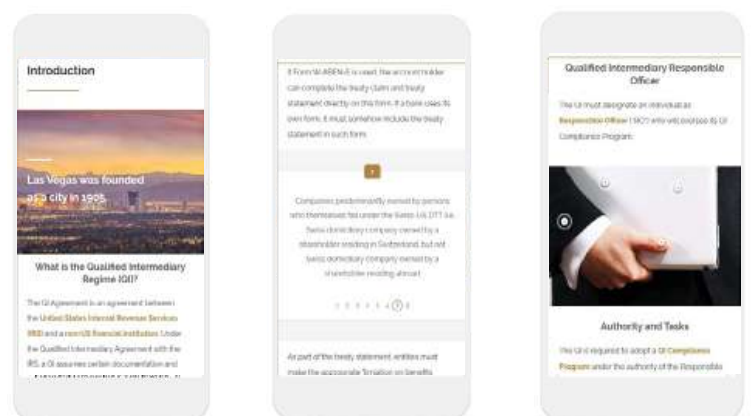 Introduction
Las Vegas was founded
as a city in 1905.
What is the Qualified Intermediary
Regime (QI)?
The QI Agreement is an agreement between
the United States Internal Revenue Services
(IRS) and a non-US financial institution. Under
the Qualified Intermediary Agreement with the
IRS, a QI assumes certain documentation and
If Form W-8BEN-E is used, the account holder
can complete the treaty claim and treaty
statement directly on this form. If a bank uses its
own form, it must somehow include the treaty
statement in such form.
7
Companies predominantly owned by persons
who themselves fall under the Swiss-US DTT (i.e.
Swiss domiciliary company owned by a
shareholder residing in Switzerland, but not
Swiss domiciliary company owned by a
shareholder residing abroad
7
As part of the treaty statement, entities must
make the appropriate limitation on benefits
Qualified Intermediary Responsible
Officer
The QI must designate an individual as
Responsible Officer ("RO") who will oversee its QI
Compliance Program:
Authority and Tasks
The QI is required to adopt a QI Compliance
Program under the authority of the Responsible